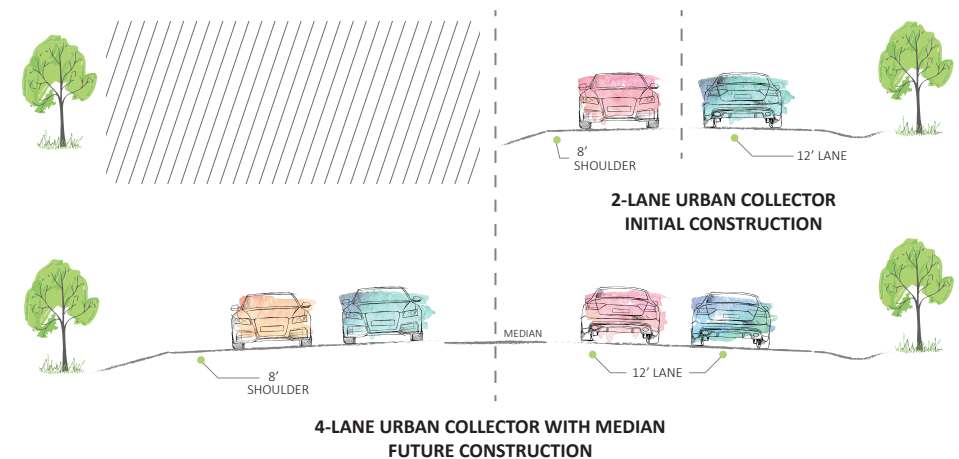 8'
SHOULDER
12' LANE
2-LANE URBAN COLLECTOR
INITIAL CONSTRUCTION
MEDIAN
8'
SHOULDER
12' LANE
4-LANE URBAN COLLECTOR WITH MEDIAN
FUTURE CONSTRUCTION